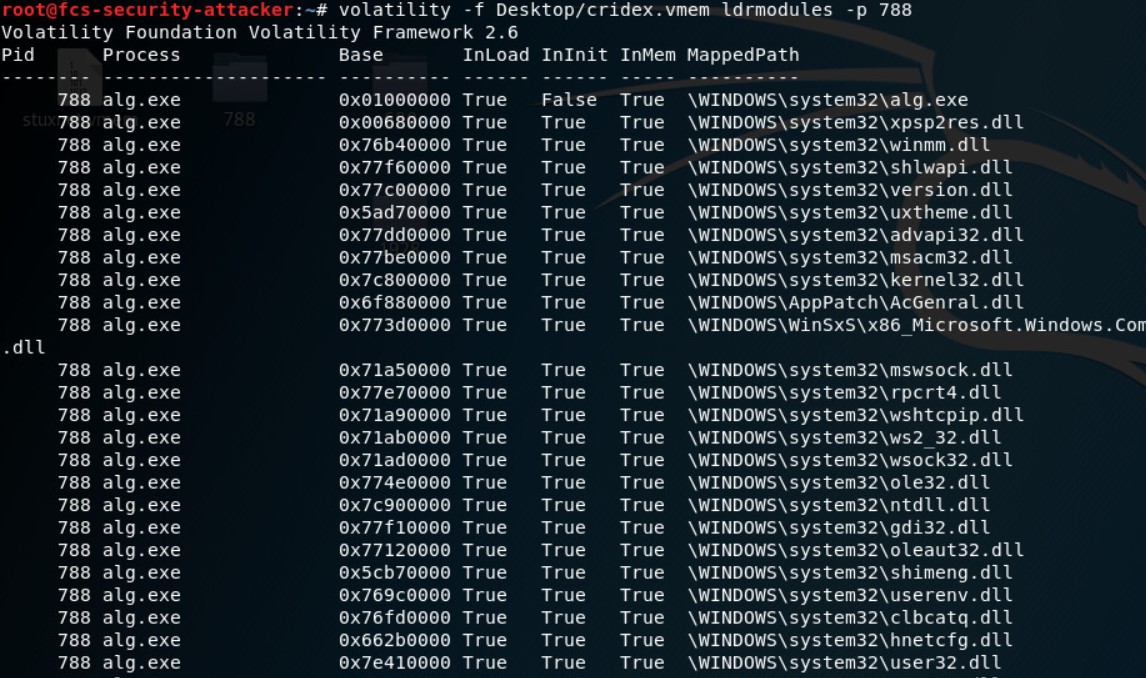 root@fcs-security-attacker:~# volatility -f Desktop/cridex.vmem ldrmodules -p 788
Volatility Foundation Volatility Framework 2.6
Pid      Process              Base       InLoad InInit InMem MappedPath
-------- -------------------- ---------- ------ ------ ----- ----------
     788 alg.exe              0x01000000 True   False  True  \WINDOWS\system32\alg.exe
     788 alg.exe              0x00680000 True   True   True  \WINDOWS\system32\xpsp2res.dll
788
     788 alg.exe              0x76b40000 True   True   True  \WINDOWS\system32\winmm.dll
     788 alg.exe              0x77f60000 True   True   True  \WINDOWS\system32\shlwapi.dll
     788 alg.exe              0x77c00000 True   True   True  \WINDOWS\system32\version.dll
     788 alg.exe              0x5ad70000 True   True   True  \WINDOWS\system32\uxtheme.dll
     788 alg.exe              0x77dd0000 True   True   True  \WINDOWS\system32\advapi32.dll
     788 alg.exe              0x77be0000 True   True   True  \WINDOWS\system32\msacm32.dll
     788 alg.exe              0x7c800000 True   True   True  \WINDOWS\system32\kernel32.dll
     788 alg.exe              0x6f880000 True   True   True  \WINDOWS\AppPatch\AcGenral.dll
     788 alg.exe              0x773d0000 True   True   True  \WINDOWS\WinSxS\x86_Microsoft.Windows.Com
.dll
     788 alg.exe              0x71a50000 True   True   True  \WINDOWS\system32\mswsock.dll
     788 alg.exe              0x77e70000 True   True   True  \WINDOWS\system32\rpcrt4.dll
     788 alg.exe              0x71a90000 True   True   True  \WINDOWS\system32\wshtcpip.dll
     788 alg.exe              0x71ab0000 True   True   True  \WINDOWS\system32\ws2_32.dll
     788 alg.exe              0x71ad0000 True   True   True  \WINDOWS\system32\wsock32.dll
     788 alg.exe              0x774e0000 True   True   True  \WINDOWS\system32\ole32.dll
     788 alg.exe              0x7c900000 True   True   True  \WINDOWS\system32\ntdll.dll
     788 alg.exe              0x77f10000 True   True   True  \WINDOWS\system32\gdi32.dll
     788 alg.exe              0x77120000 True   True   True  \WINDOWS\system32\oleaut32.dll
     788 alg.exe              0x5cb70000 True   True   True  \WINDOWS\system32\shimeng.dll
     788 alg.exe              0x769c0000 True   True   True  \WINDOWS\system32\userenv.dll
     788 alg.exe              0x76fd0000 True   True   True  \WINDOWS\system32\clbcatq.dll
     788 alg.exe              0x662b0000 True   True   True  \WINDOWS\system32\hnetcfg.dll
     788 alg.exe              0x7e410000 True   True   True  \WINDOWS\system32\user32.dll